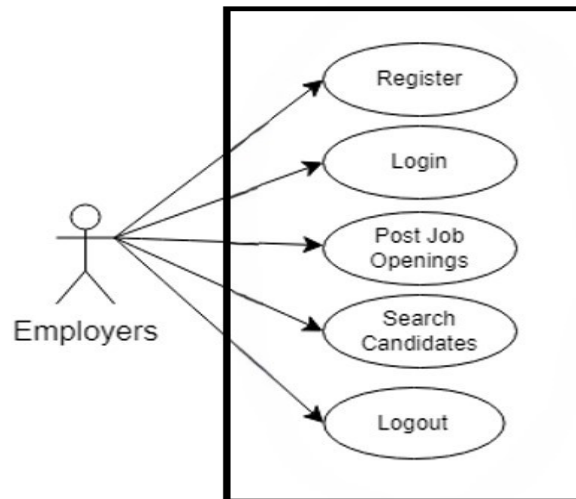 Register
Login
Post Job
Openings
Employers
Search
Candidates
Logout